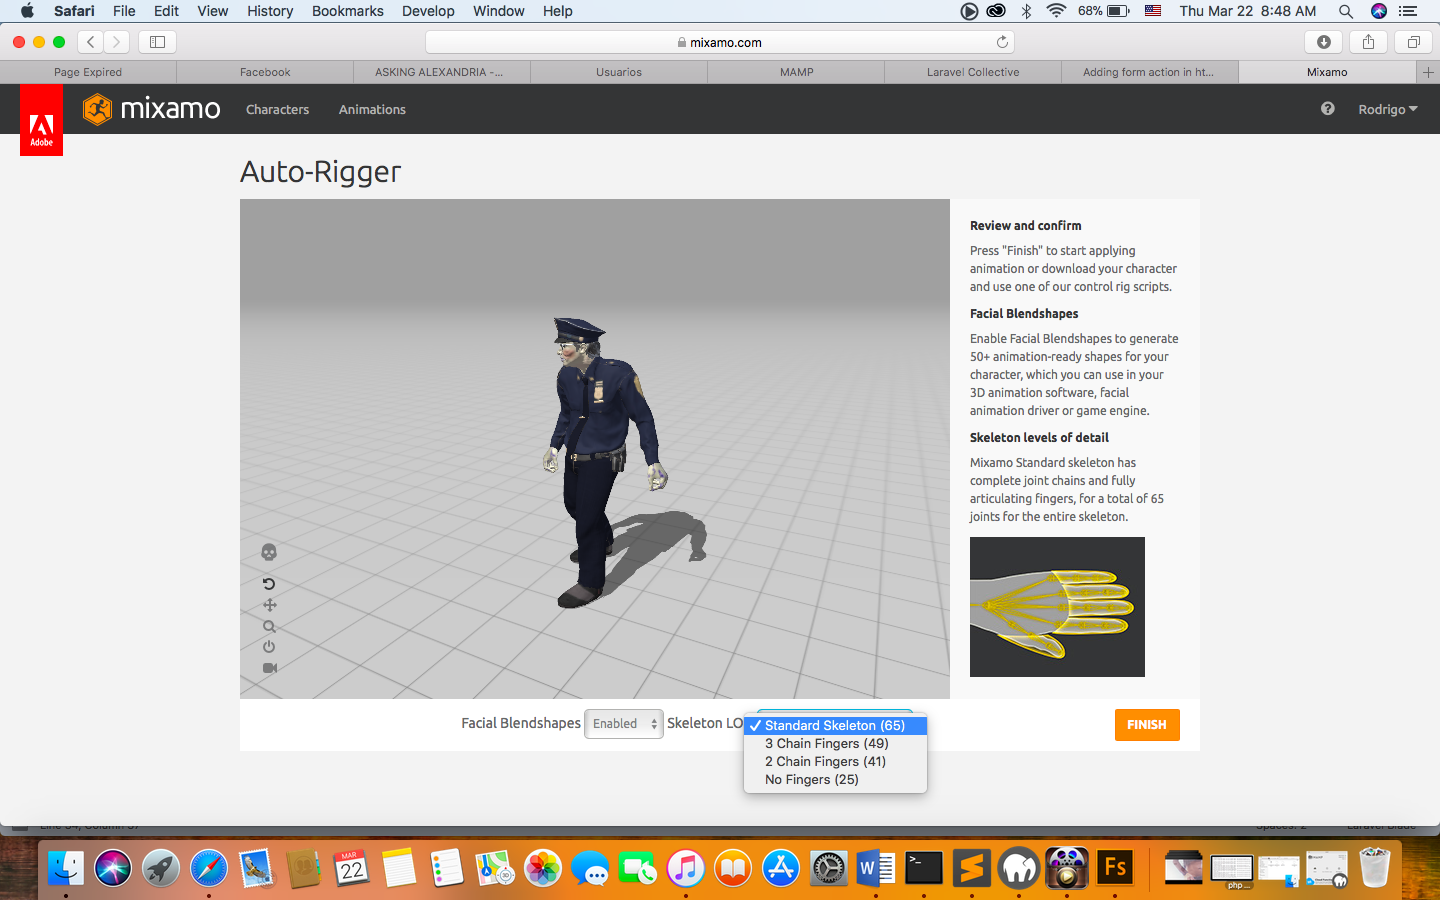 Safari File Edit View History Bookmarks Develop Window Help 68% Thu Mar 22 8:48 AM
mixamo.com
Page Expired Facebook ASKING ALEXANDRIA -... Usuarios MAMP Laravel Collective Adding form action in ht... Mixamo
Adobe
mixamo Characters Animations Rodrigo
Auto-Rigger
Review and confirm
Press "Finish" to start applying
animation or download your character
and use one of our control rig scripts.
Facial Blendshapes
Enable Facial Blendshapes to generate
50+ animation-ready shapes for your
character, which you can use in your
3D animation software, facial
animation driver or game engine.
Skeleton levels of detail
Mixamo Standard skeleton has
complete joint chains and fully
articulating fingers, for a total of 65
joints for the entire skeleton.
Facial Blendshapes Enabled Skeleton LO
✓ Standard Skeleton (65)
3 Chain Fingers (49)
2 Chain Fingers (41)
No Fingers (25)
FINISH
MAR
22
W
>_
Fs
php